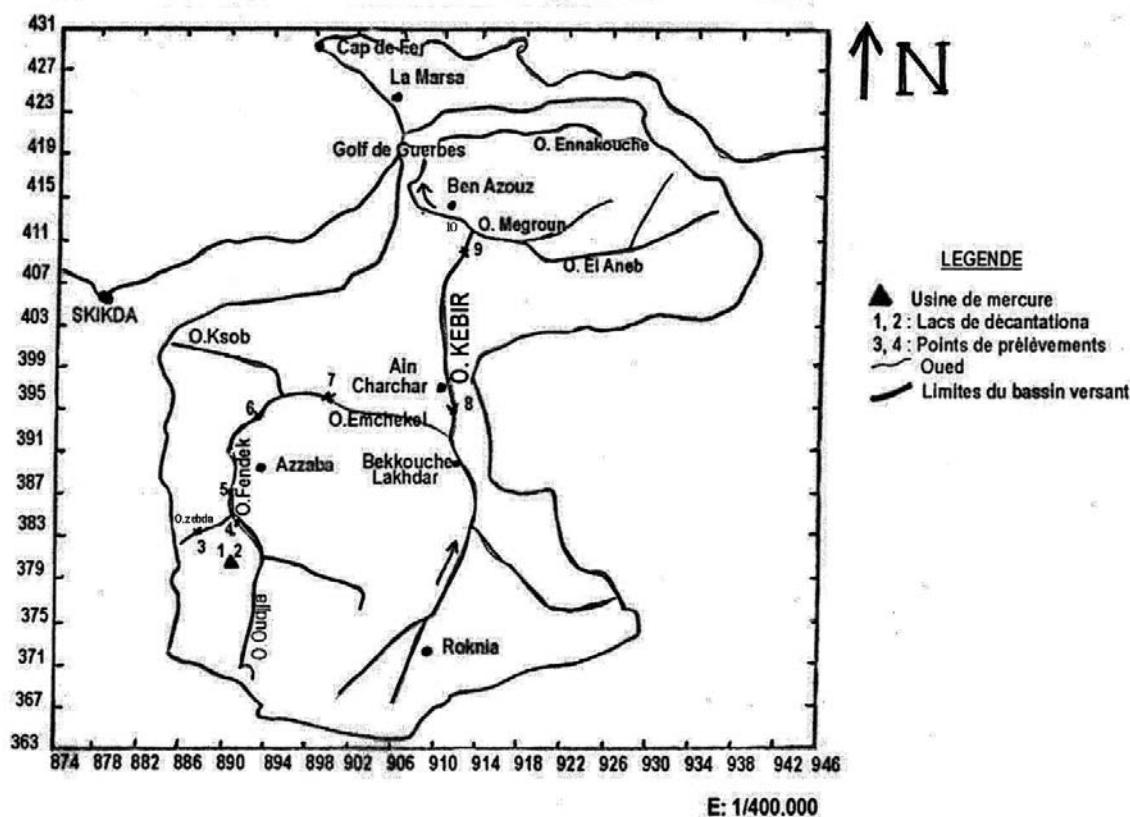 431
427
423
419
415
411
407
403
399
395
391
387
383
379
375
371
367
363
874 878 882 886 890 894 898 902 906 910 914 918 922 926 930 934 938 942 946
Cap de Fer
La Marsa
Golf de Guerbes
O. Ennakouche
Ben Azouz
10
O. Megroun
9
O. El Aneb
SKIKDA
O.Ksob
O. KEBIR
Ain
Charchar
7
8
6
O.Emchekel
O.Fendek
Azzaba
Bekkouche
Lakhdar
5
O.zebda
4
3
1 2
O.Oudja
Roknia
N
LEGENDE
Usine de mercure
1, 2 : Lacs de dècantationa
3, 4 : Points de prèlèvements
Oued
Limites du bassin versant
E: 1/400.000